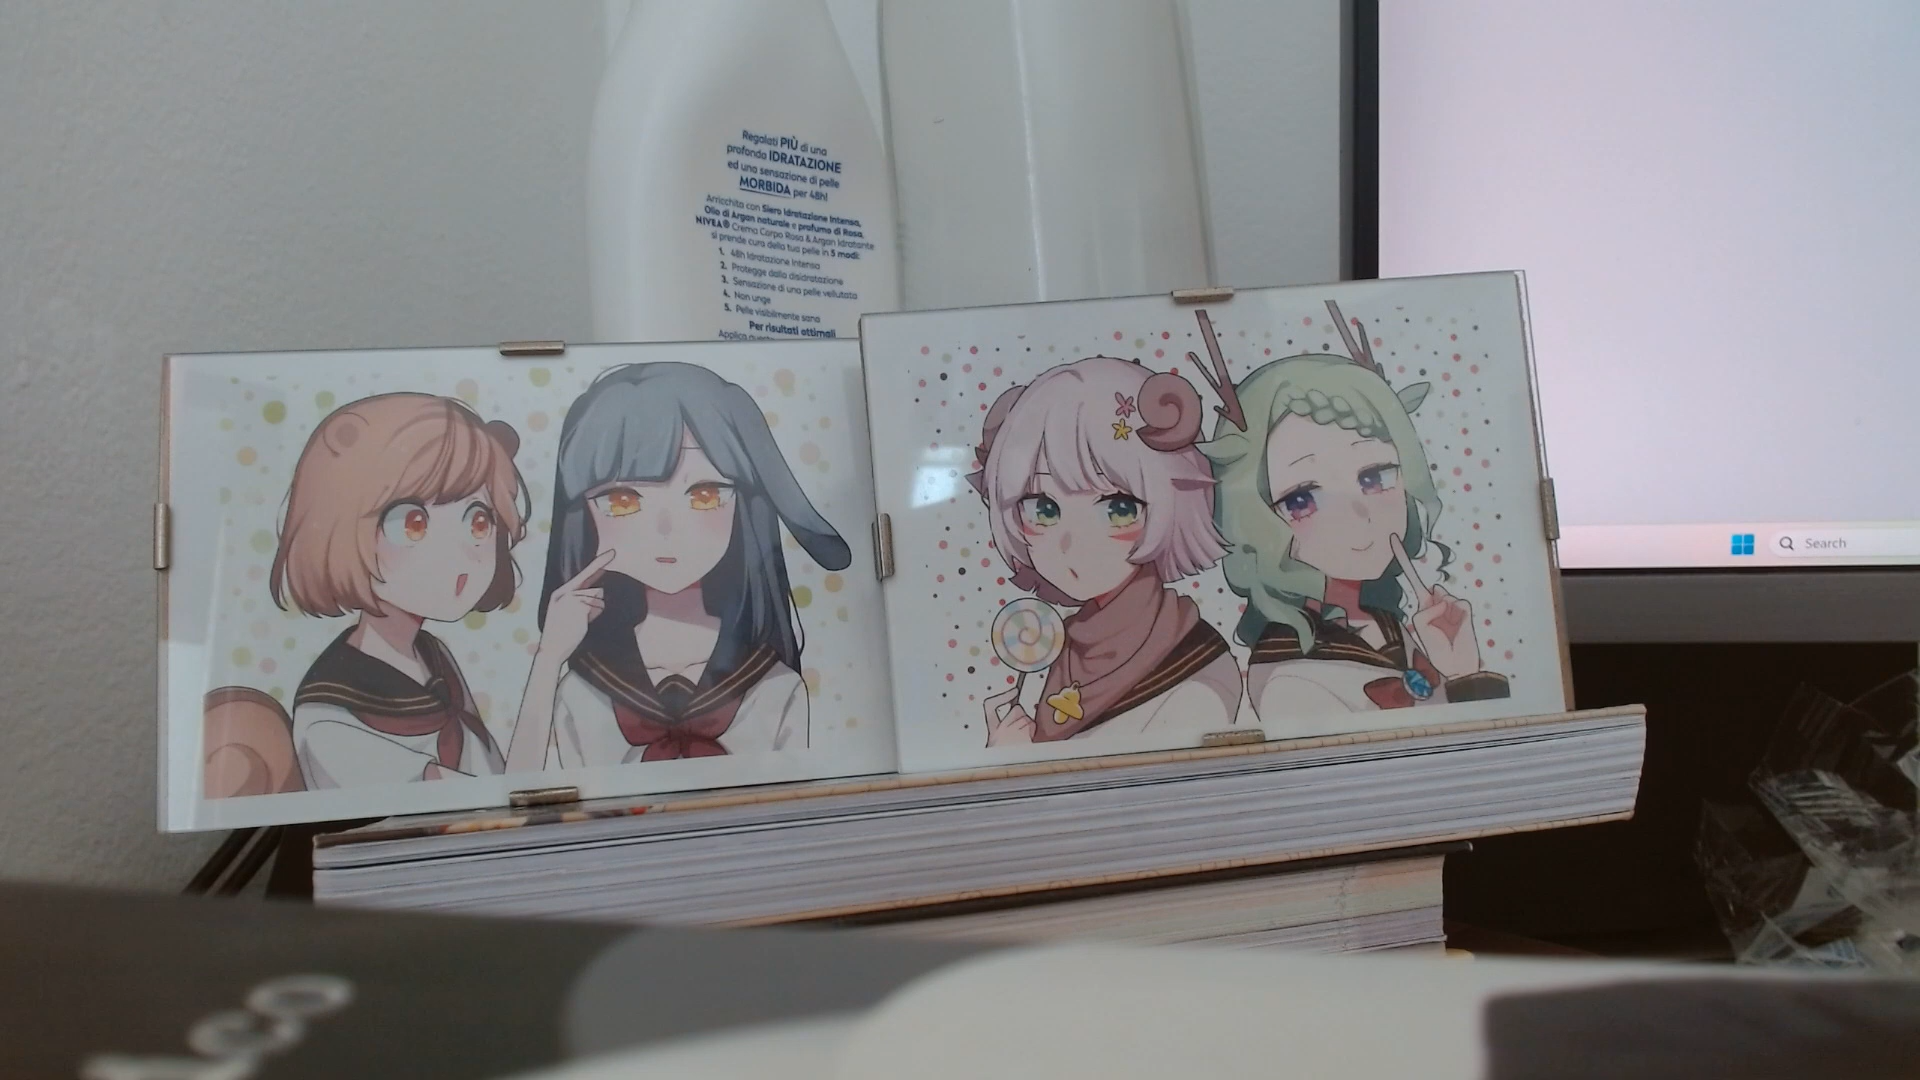 Regalati PIÙ di una
profonda IDRATAZIONE
ed una sensazione di pelle
MORBIDA per 48h!
Arricchita con Siero Idratazione Intensa,
Olio di Argan naturale e profumo di Rosa,
NIVEA® Crema Corpo Rosa & Argan Idratante
si prende cura della tua pelle in 5 modi:
1. 48h Idratazione Intensa
2. Protegge dalla disidratazione
3. Sensazione di una pelle vellutata
4. Non unge
5. Pelle visibilmente sana
Per risultati ottimali
Applica
Search